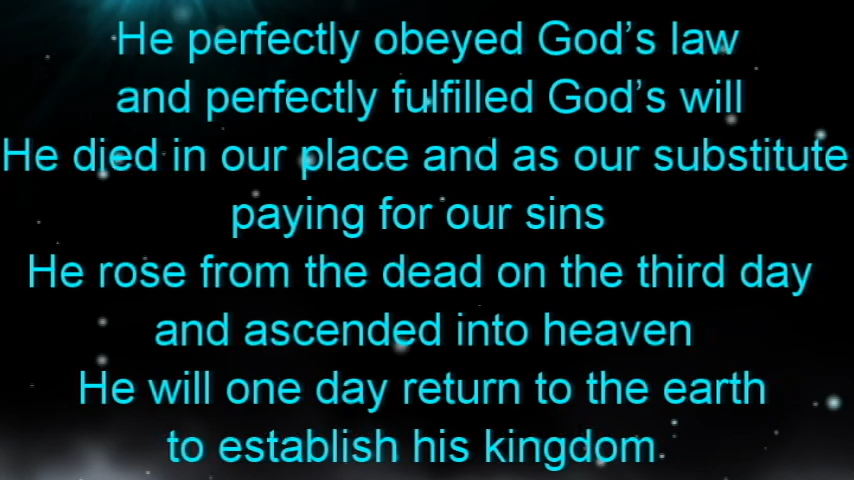 He perfectly obeyed God’s law
and perfectly fulfilled God’s will
He died in our place and as our substitute
paying for our sins
He rose from the dead on the third day
and ascended into heaven
He will one day return to the earth
to establish his kingdom